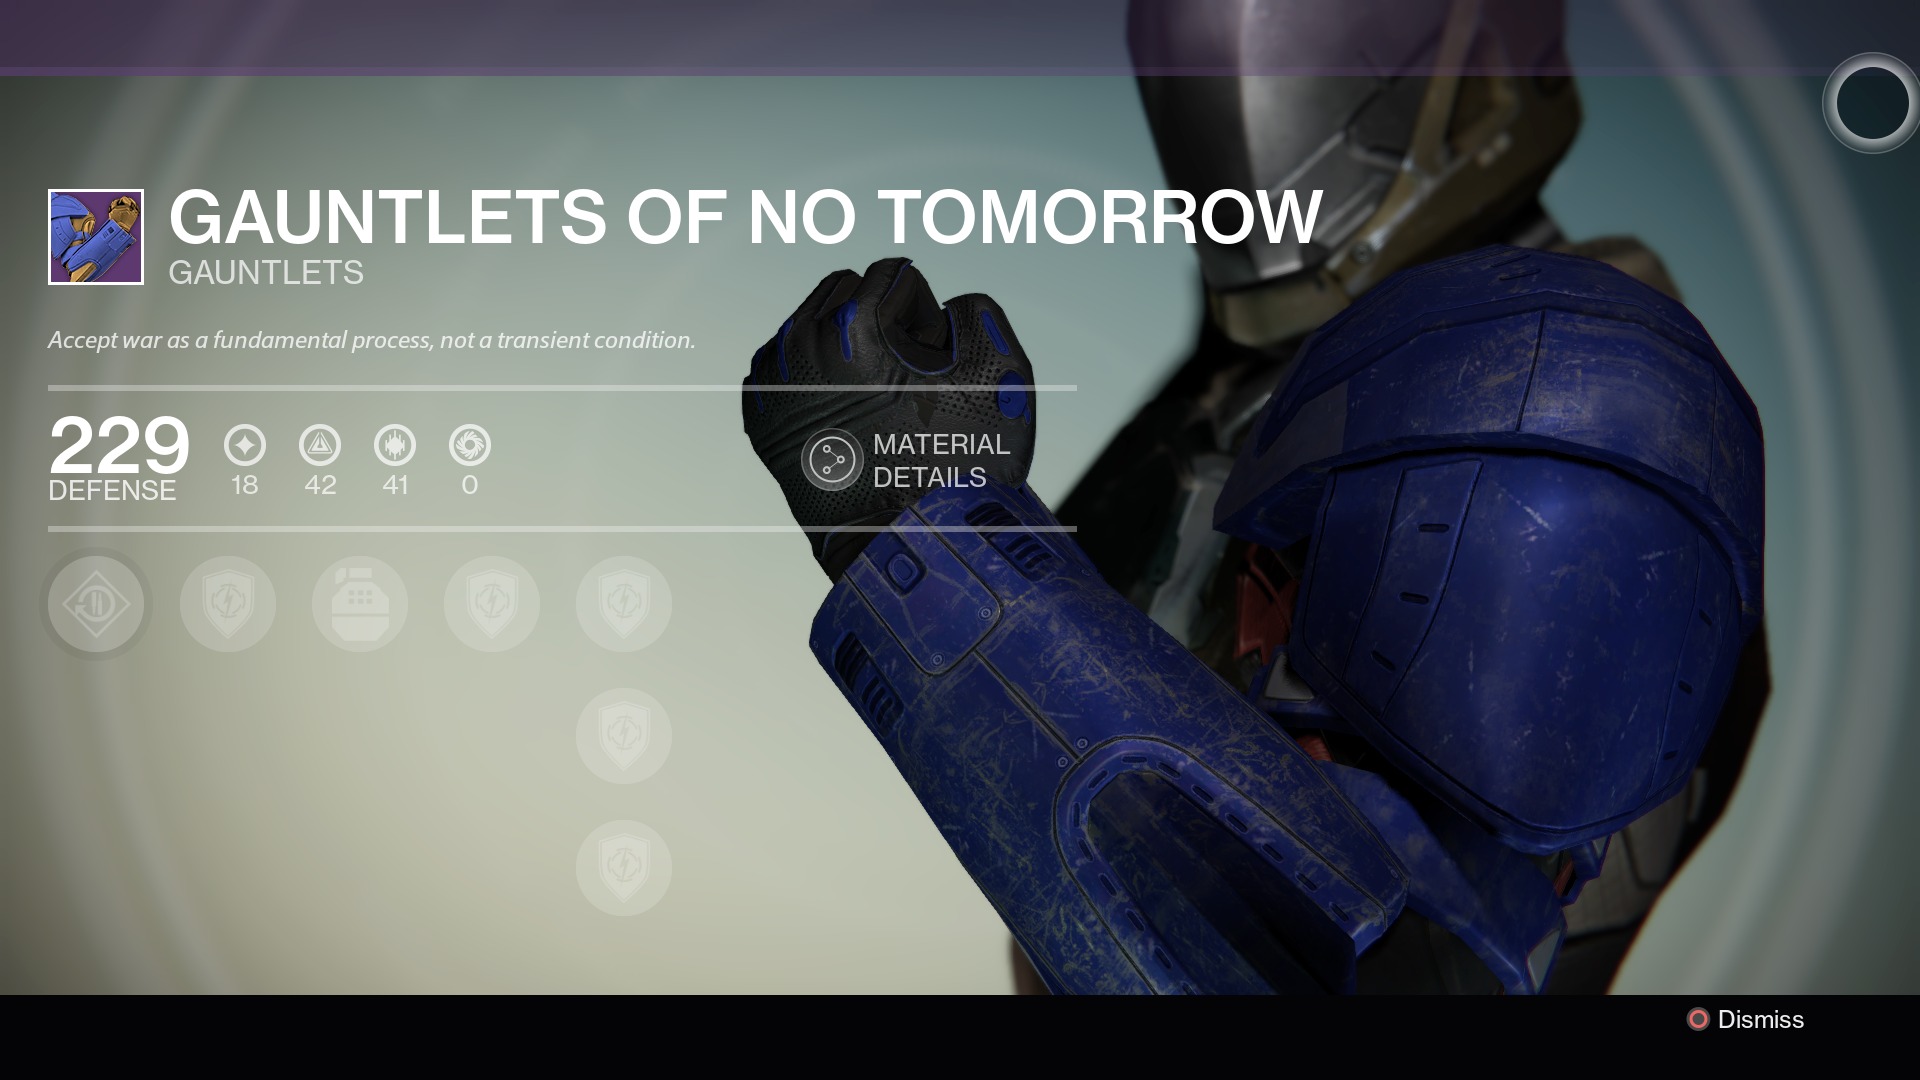 GAUNTLETS OF NO TOMORROW
GAUNTLETS
Accept war as a fundamental process, not a transient condition.
229
DEFENSE
18 42 41 0
MATERIAL
DETAILS
Dismiss